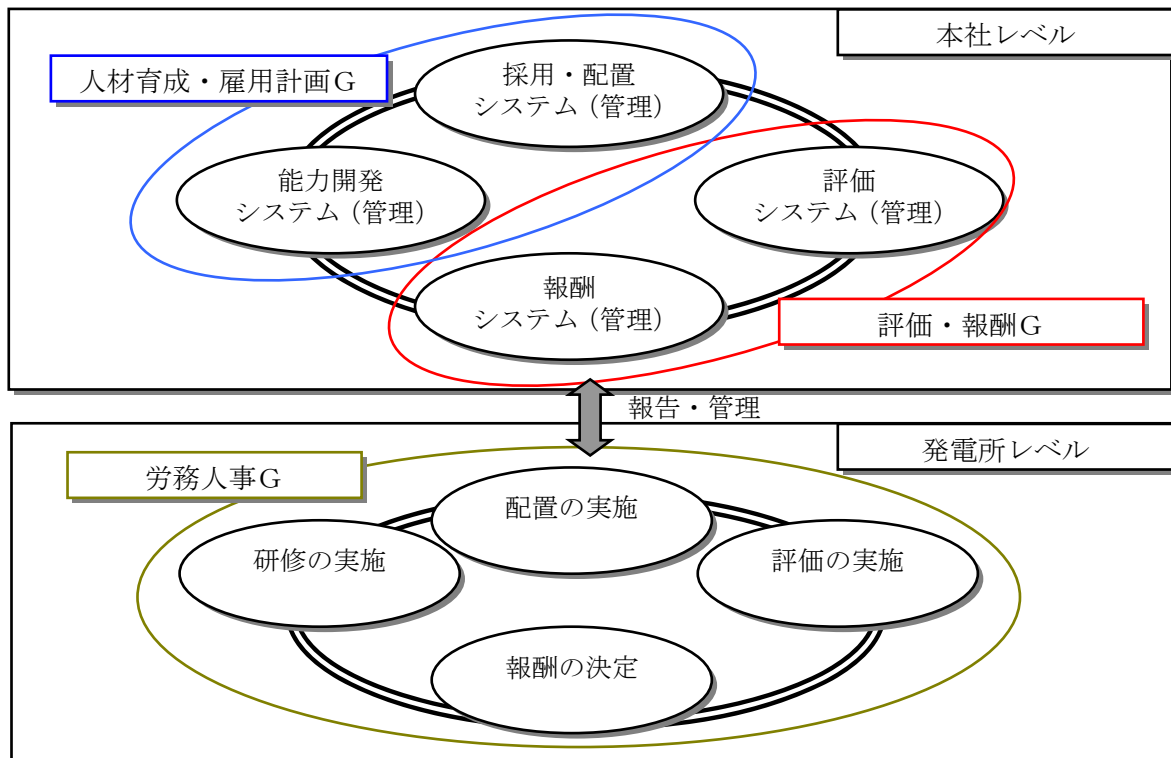 本社レベル
人材育成・雇用計画G
採用・配置
システム（管理）
能力開発
システム（管理）
評価
システム（管理）
報酬
システム（管理）
評価・報酬G
報告・管理
発電所レベル
労務人事G
配置の実施
研修の実施
評価の実施
報酬の決定